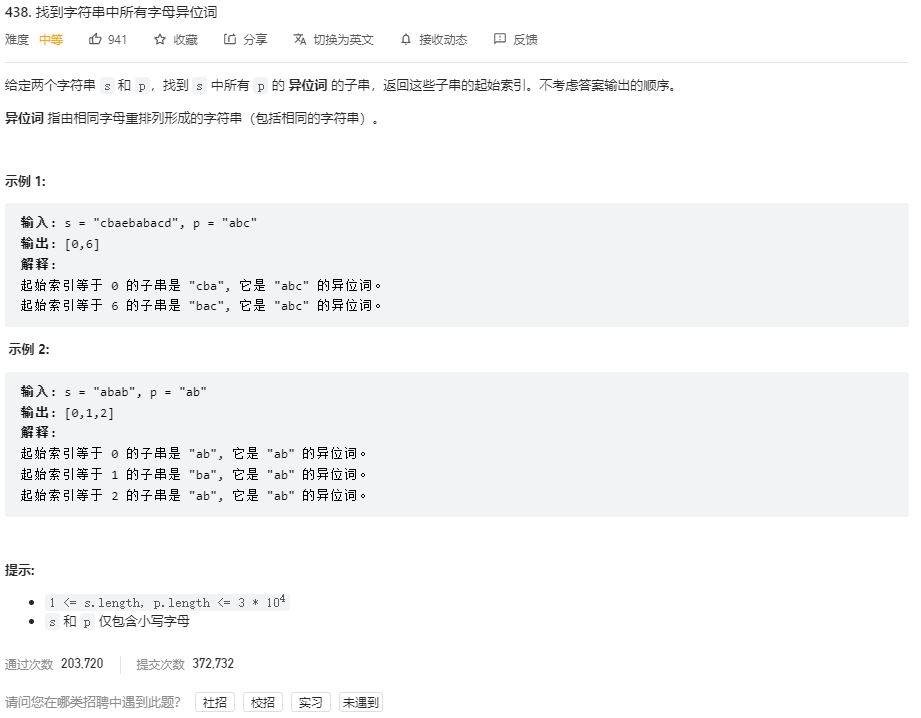 438. 找到字符串中所有字母异位词
难度 中等 941 收藏 分享 切换为英文 接收动态 反馈
给定两个字符串 s 和 p，找到 s 中所有 p 的 异位词 的子串，返回这些子串的起始索引。不考虑答案输出的顺序。
异位词 指由相同字母重排列形成的字符串（包括相同的字符串）。
示例 1:
输入: s = "cbaebabacd", p = "abc"
输出: [0,6]
解释:
起始索引等于 0 的子串是 "cba", 它是 "abc" 的异位词。
起始索引等于 6 的子串是 "bac", 它是 "abc" 的异位词。
示例 2:
输入: s = "abab", p = "ab"
输出: [0,1,2]
解释:
起始索引等于 0 的子串是 "ab", 它是 "ab" 的异位词。
起始索引等于 1 的子串是 "ba", 它是 "ab" 的异位词。
起始索引等于 2 的子串是 "ab", 它是 "ab" 的异位词。
提示:
• 1 <= s.length, p.length <= 3 * 10⁴
• s 和 p 仅包含小写字母
通过次数 203,720 提交次数 372,732
请问您在哪类招聘中遇到此题？ 社招 校招 实习 未遇到